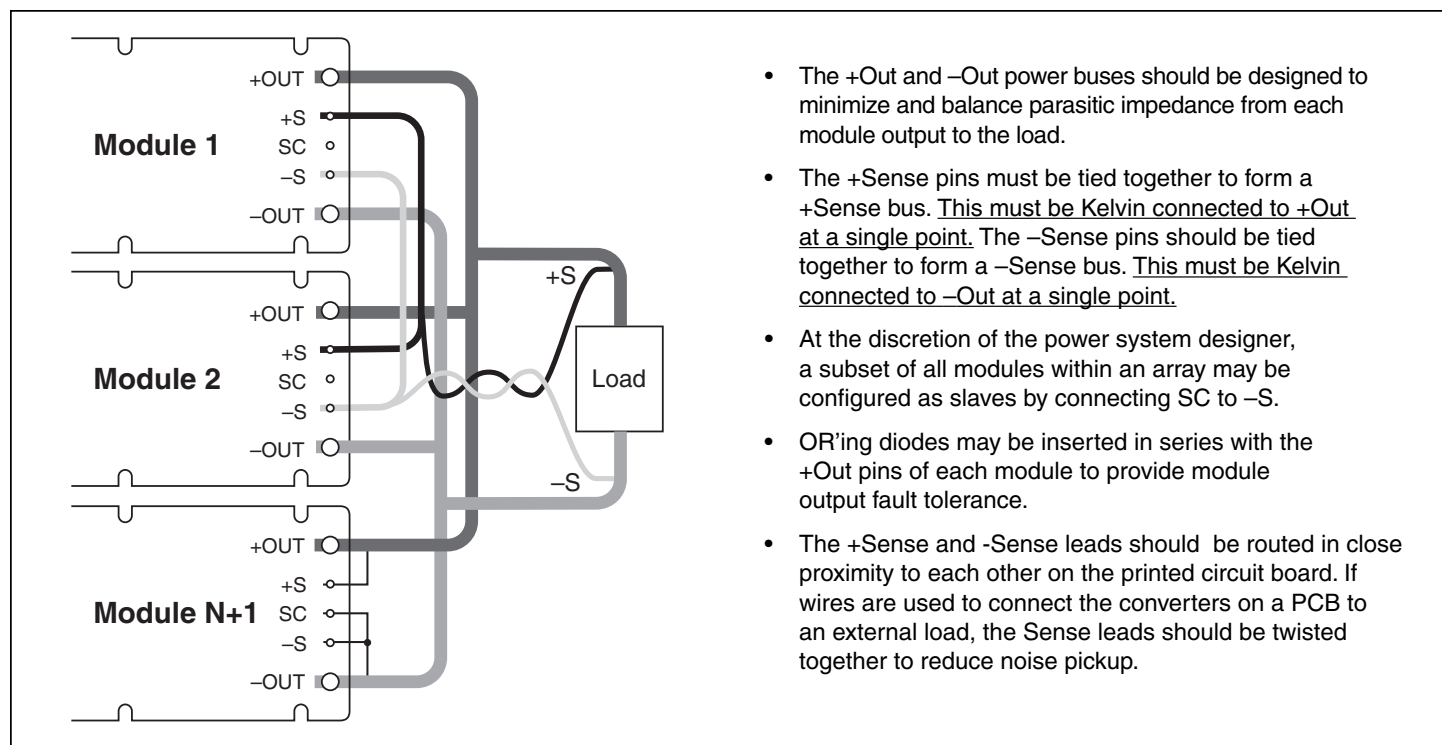 +OUT
+S
Module 1
SC
–S
–OUT
+S
+OUT
+S
Module 2
SC
Load
–S
–OUT
–S
+OUT
+S
Module N+1
SC
–S
–OUT
• The +Out and –Out power buses should be designed to
minimize and balance parasitic impedance from each
module output to the load.
• The +Sense pins must be tied together to form a
+Sense bus. This must be Kelvin connected to +Out
at a single point. The –Sense pins should be tied
together to form a –Sense bus. This must be Kelvin
connected to –Out at a single point.
• At the discretion of the power system designer,
a subset of all modules within an array may be
configured as slaves by connecting SC to –S.
• OR'ing diodes may be inserted in series with the
+Out pins of each module to provide module
output fault tolerance.
• The +Sense and -Sense leads should  be routed in close
proximity to each other on the printed circuit board. If
wires are used to connect the converters on a PCB to
an external load, the Sense leads should be twisted
together to reduce noise pickup.